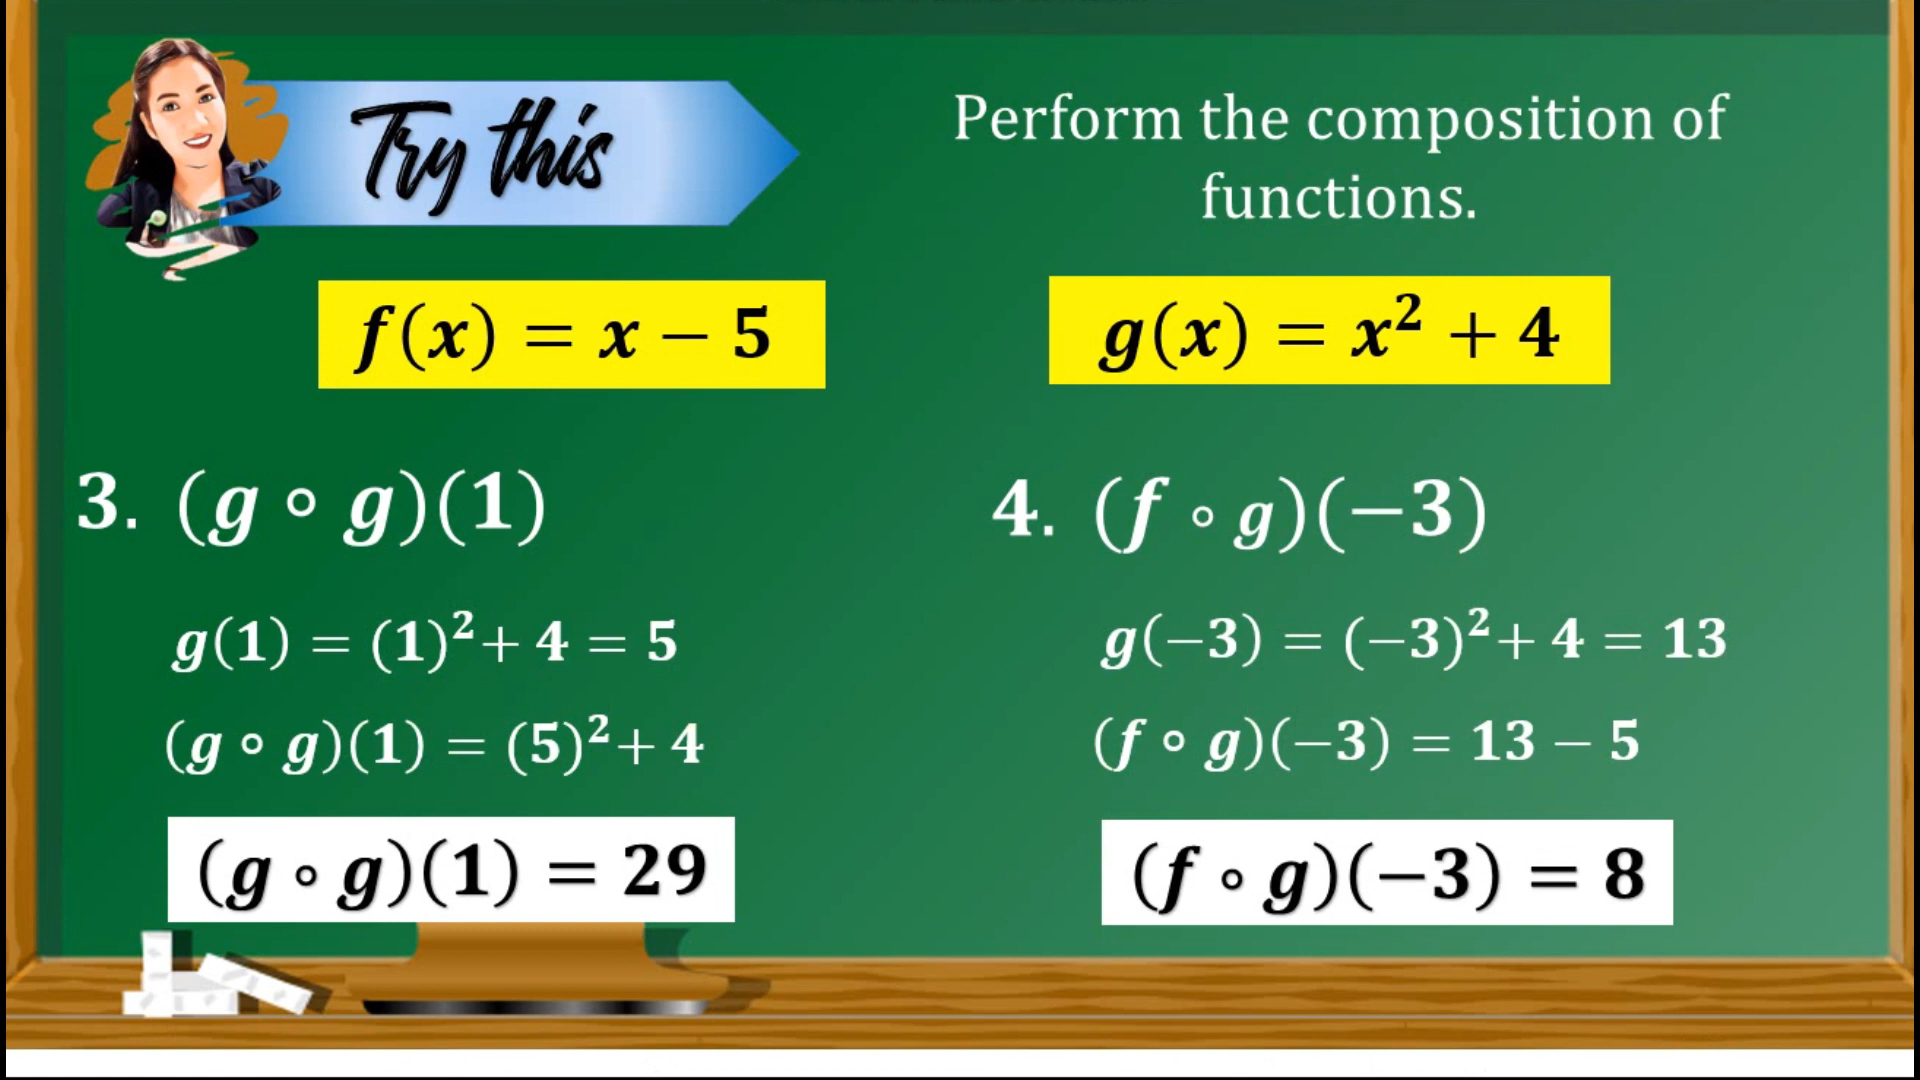 Try this
Perform the composition of
functions.
f(x) = x − 5
g(x) = x² + 4
3. (g ∘ g)(1)
g(1) = (1)² + 4 = 5
(g ∘ g)(1) = (5)² + 4
(g ∘ g)(1) = 29
4. (f ∘ g)(−3)
g(−3) = (−3)² + 4 = 13
(f ∘ g)(−3) = 13 − 5
(f ∘ g)(−3) = 8